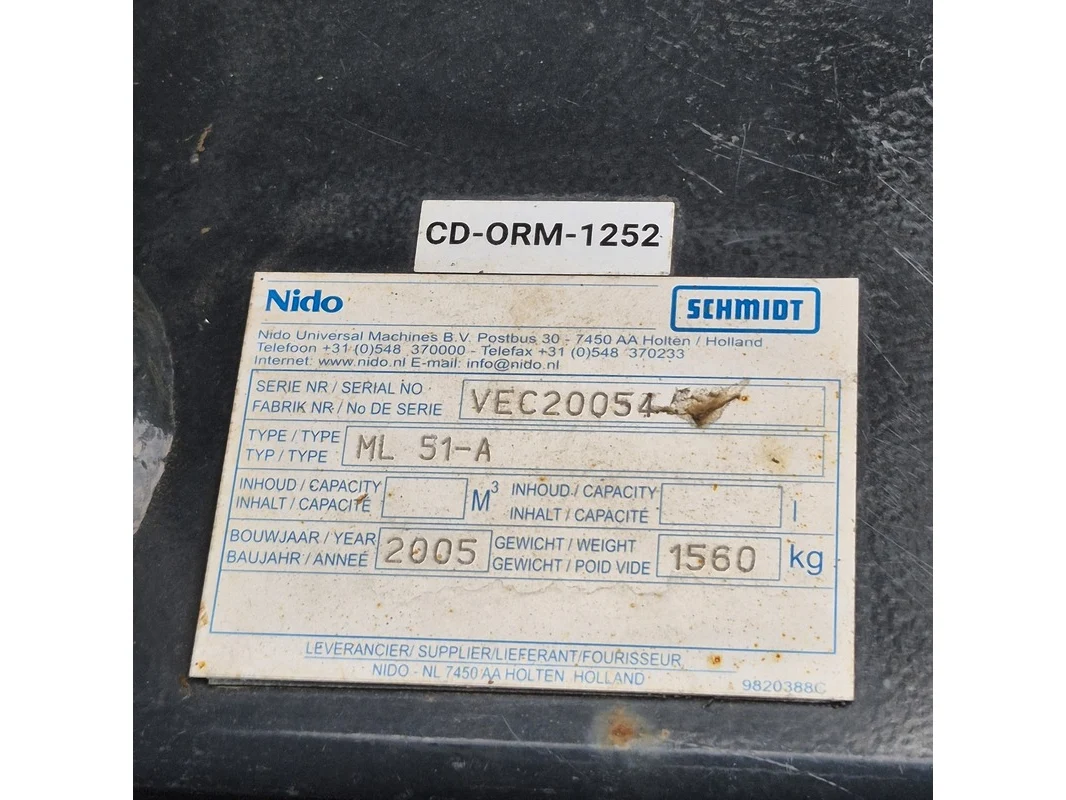 CD-ORM-1252
Nido
SCHMIDT
Nido Universal Machines B.V. Postbus 30 - 7450 AA Holten / Holland
Telefoon +31 (0)548 370000 - Telefax +31 (0)548 370233
Internet: www.nido.nl E-mail: info@nido.nl
SERIE NR / SERIAL NO
FABRIK NR / No DE SERIE
VEC20054
TYPE / TYPE
TYP / TYPE
ML 51-A
INHOUD / CAPACITY
INHALT / CAPACITÉ
M³
INHOUD / CAPACITY
INHALT / CAPACITÉ
l
BOUWJAAR / YEAR
BAUJAHR / ANNEÉ
2005
GEWICHT / WEIGHT
GEWICHT / POID VIDE
1560 kg
LEVERANCIER/ SUPPLIER/LIEFERANT/FOURISSEUR
NIDO - NL 7450 AA HOLTEN HOLLAND
9820388C